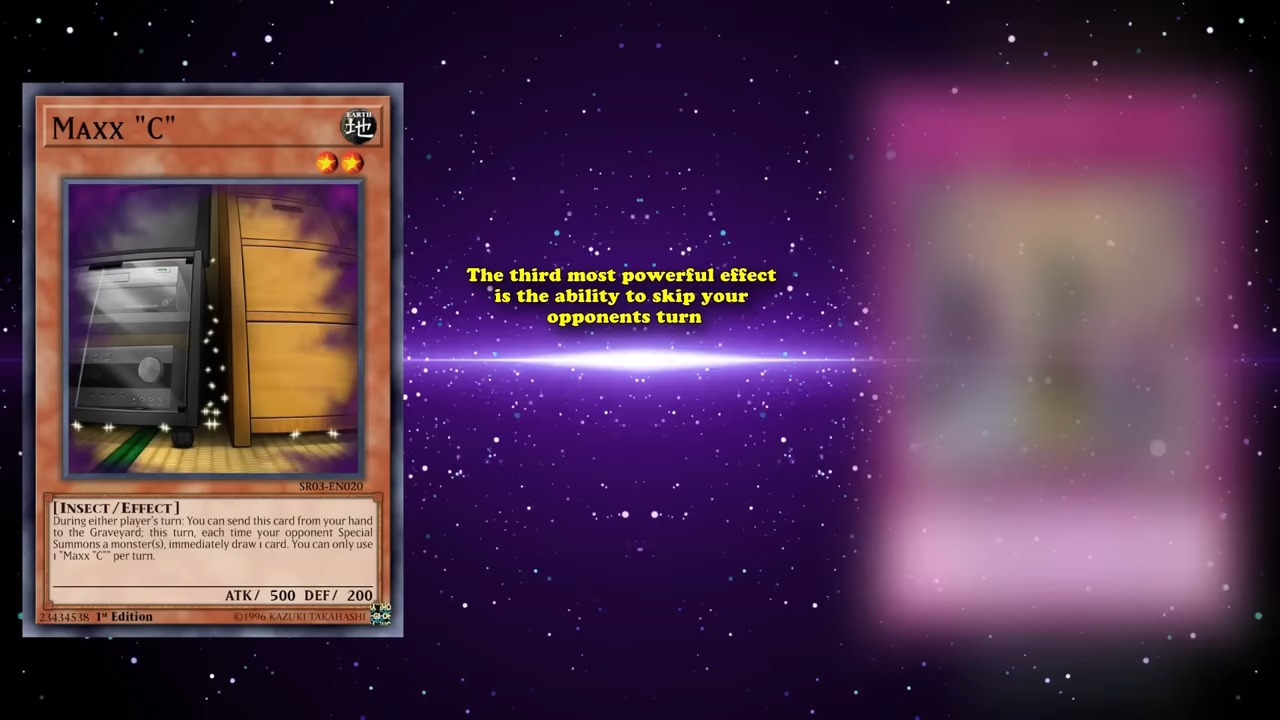 MAXX "C"
EARTH
地
The third most powerful effect
is the ability to skip your
opponents turn
SR03-EN020
[INSECT/EFFECT]
During either player's turn: You can send this card from your hand
to the Graveyard; this turn, each time your opponent Special
Summons a monster(s), immediately draw 1 card. You can only use
1 "Maxx "C"" per turn.
ATK/ 500 DEF/ 200
23434538 1st Edition ©1996 KAZUKI TAKAHASHI